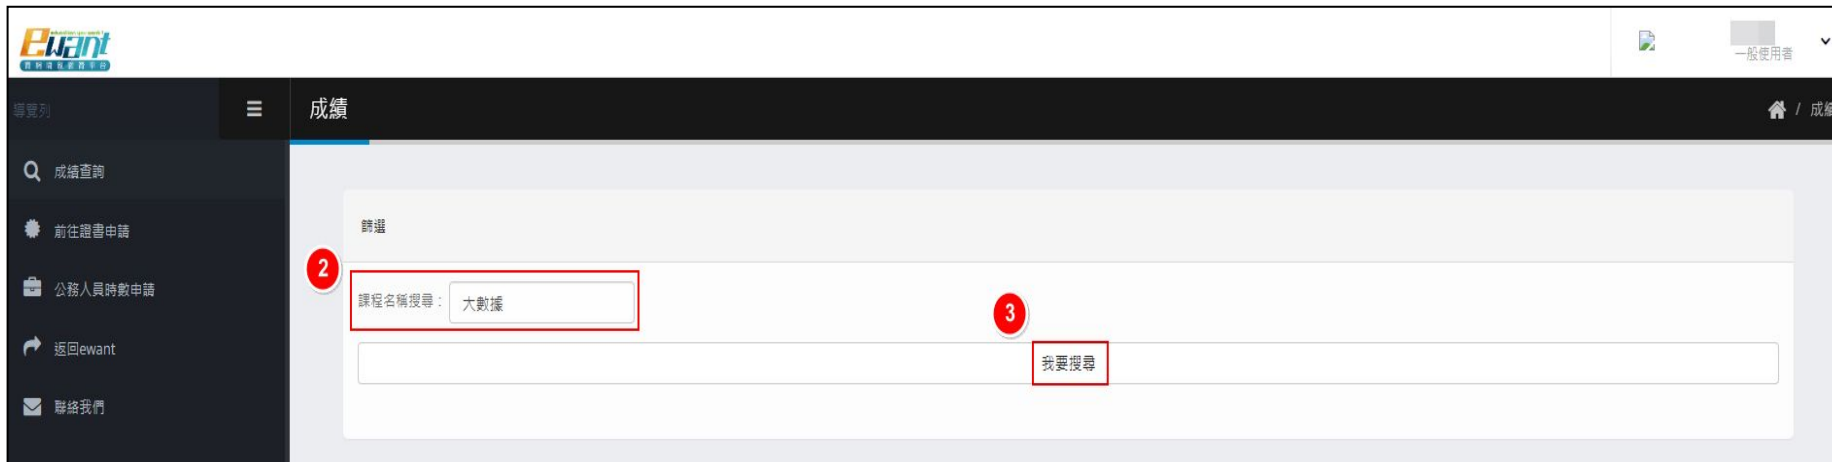 ewant
一般使用者
導覽列
成績
/ 成績
成績查詢
前往證書申請
公務人員時數申請
返回ewant
聯絡我們
篩選
2
課程名稱搜尋：
大數據
3
我要搜尋